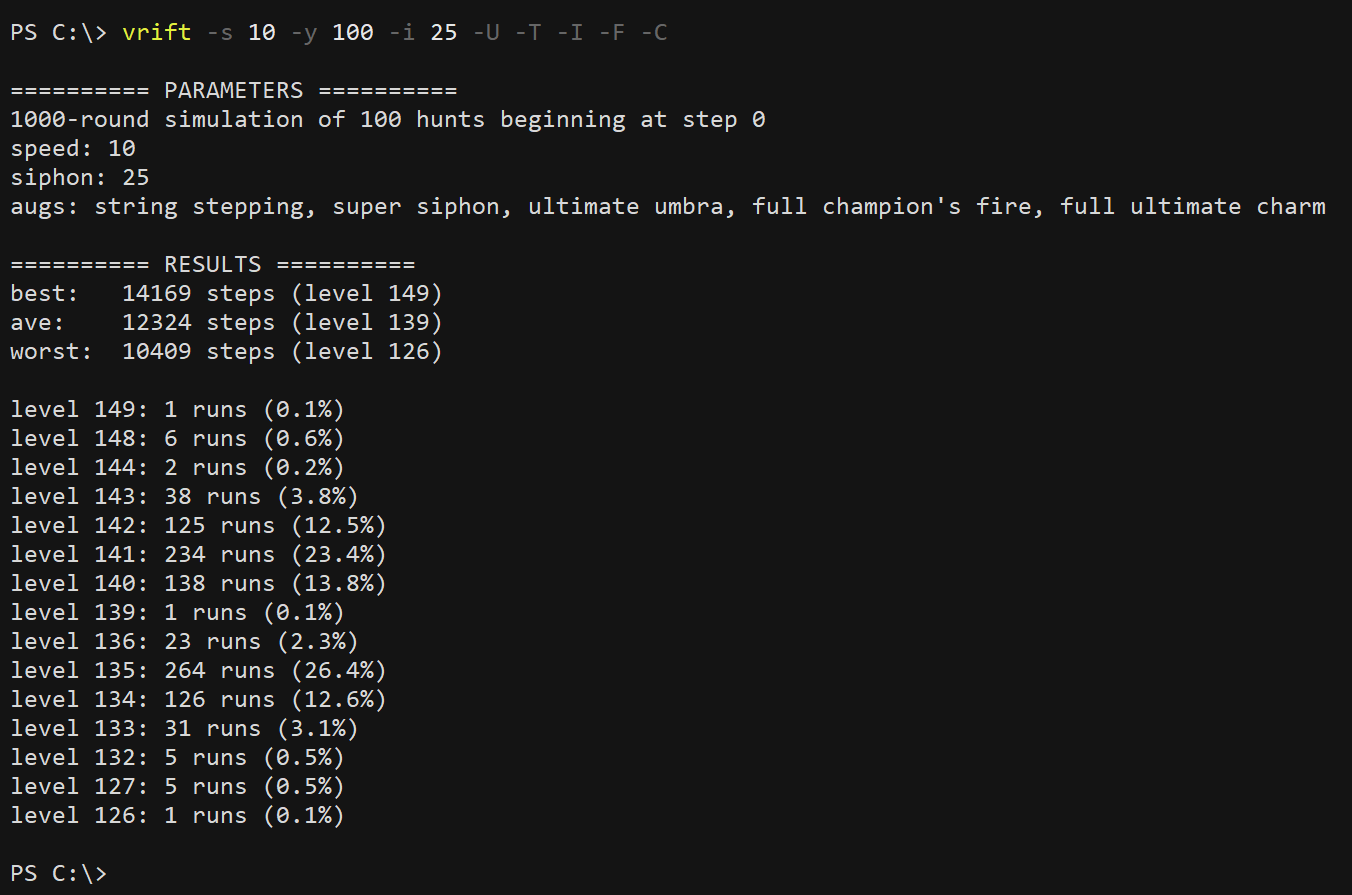 PS C:\> vrift -s 10 -y 100 -i 25 -U -T -I -F -C
========== PARAMETERS ==========
1000-round simulation of 100 hunts beginning at step 0
speed: 10
siphon: 25
augs: string stepping, super siphon, ultimate umbra, full champion's fire, full ultimate charm
========== RESULTS ==========
best:   14169 steps (level 149)
ave:    12324 steps (level 139)
worst:  10409 steps (level 126)
level 149: 1 runs (0.1%)
level 148: 6 runs (0.6%)
level 144: 2 runs (0.2%)
level 143: 38 runs (3.8%)
level 142: 125 runs (12.5%)
level 141: 234 runs (23.4%)
level 140: 138 runs (13.8%)
level 139: 1 runs (0.1%)
level 136: 23 runs (2.3%)
level 135: 264 runs (26.4%)
level 134: 126 runs (12.6%)
level 133: 31 runs (3.1%)
level 132: 5 runs (0.5%)
level 127: 5 runs (0.5%)
level 126: 1 runs (0.1%)
PS C:\>